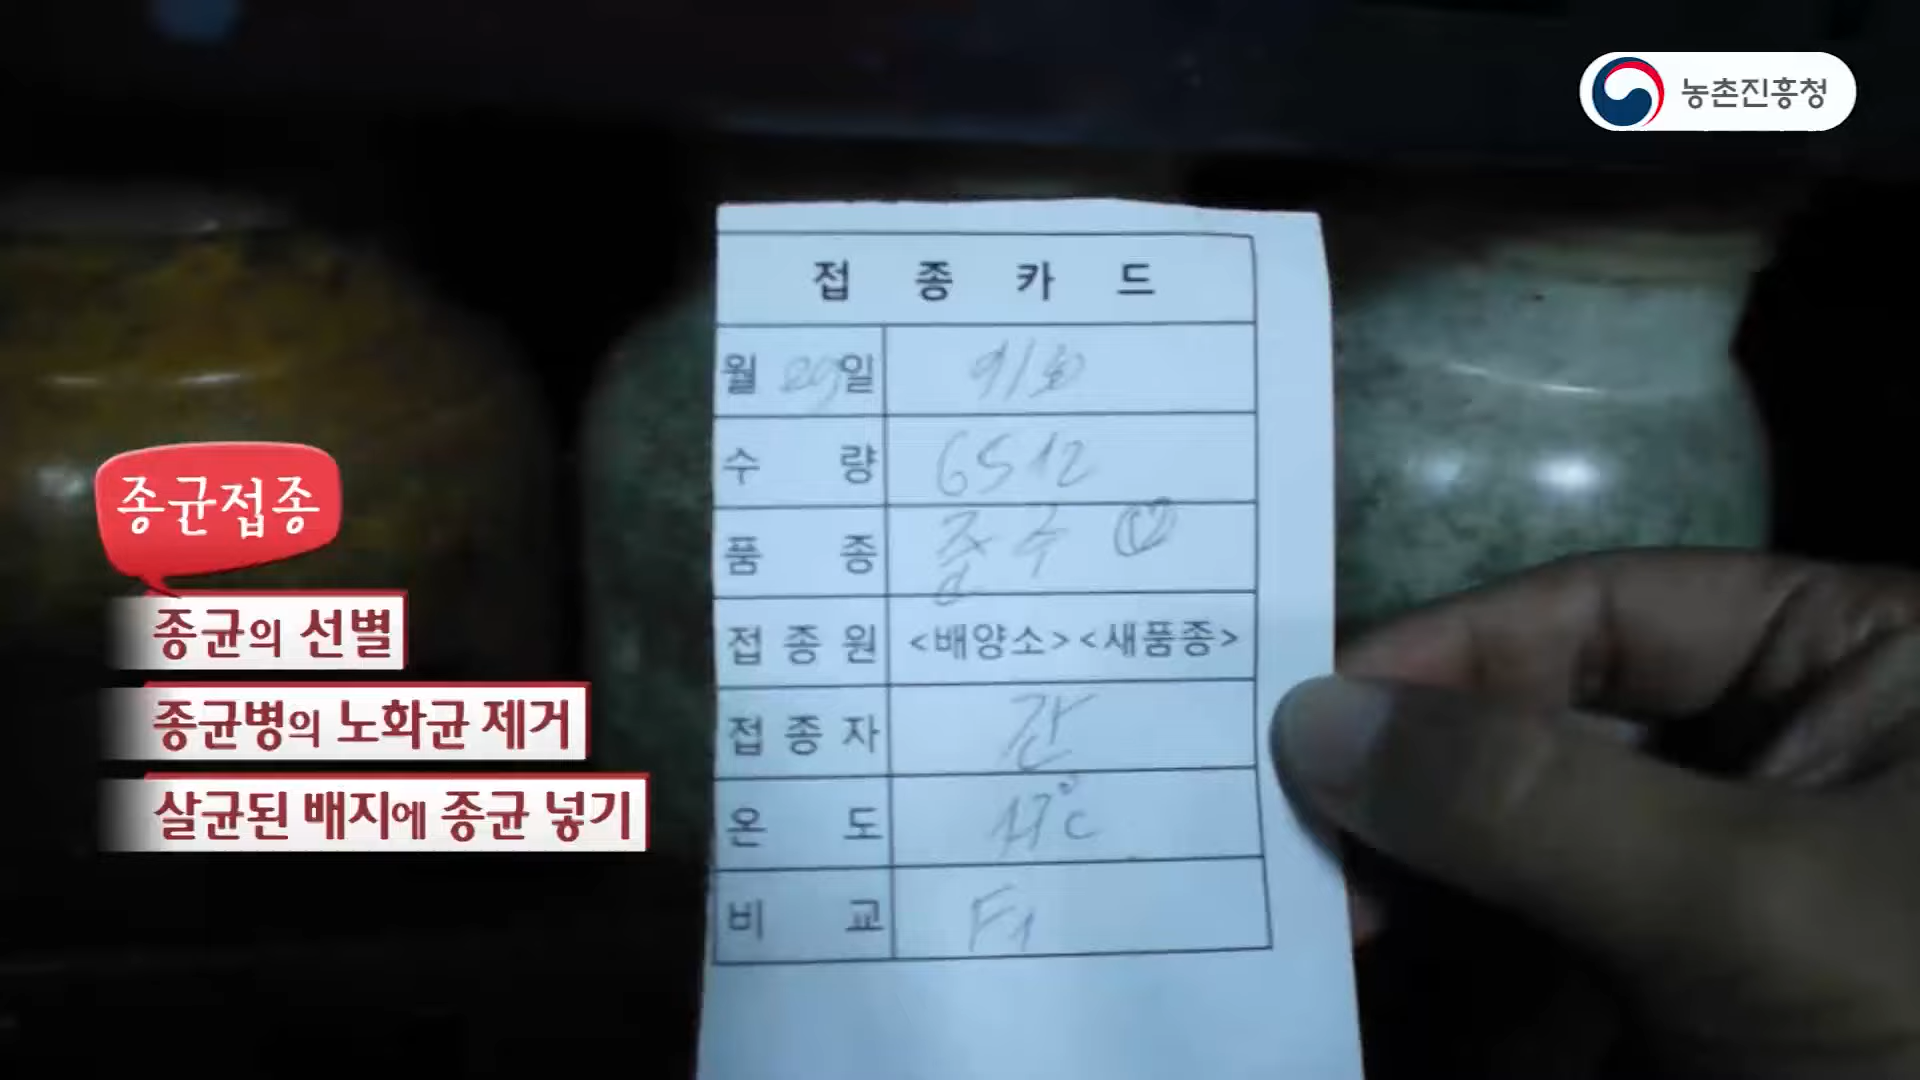 농촌진흥청
접종카드
월 29일
수량 6512
품종 ②
접종원 <배양소><새품종>
접종자
온도 17°C
비교 F1
종균접종
종균의 선별
종균병의 노화균 제거
살균된 배지에 종균 넣기